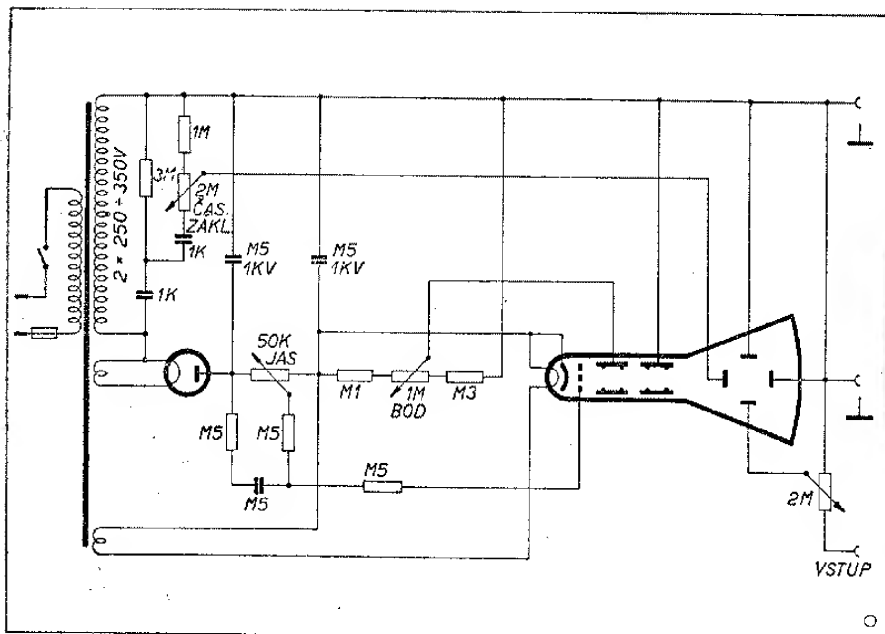 1M
3M
2M
ČAS.
ZÁKL.
1K
1K
2 × 250÷350V
M5
1KV
M5
1KV
50K
JAS
M1
1M
BOD
M3
M5
M5
M5
M5
2M
VSTUP